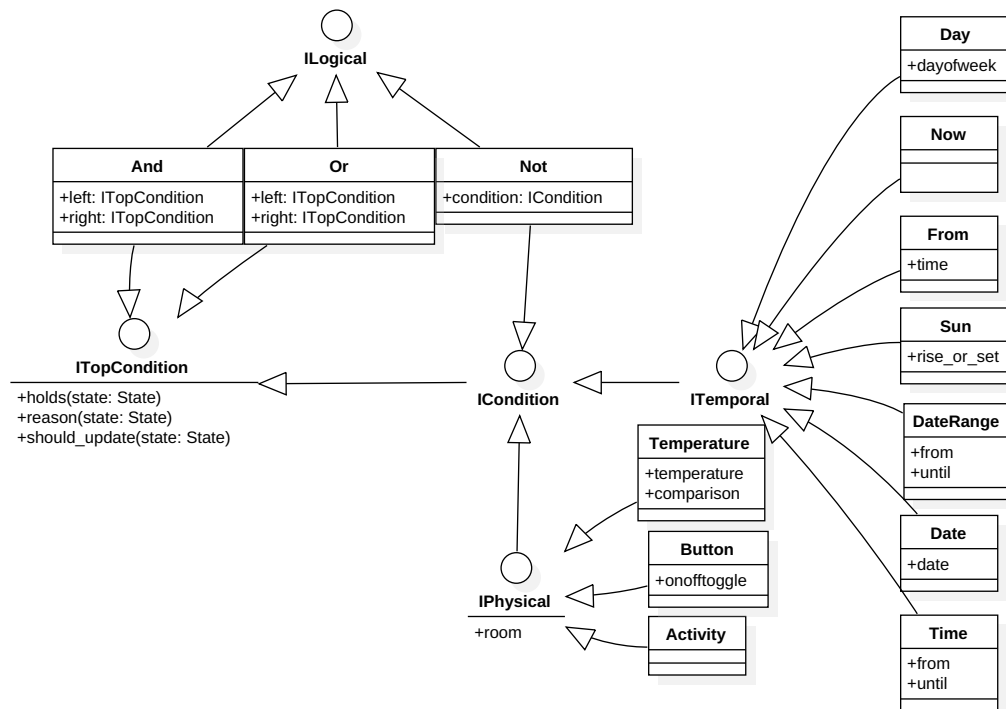 ILogical
And
+left: ITopCondition
+right: ITopCondition
Or
+left: ITopCondition
+right: ITopCondition
Not
+condition: ICondition
ITopCondition
+holds(state: State)
+reason(state: State)
+should_update(state: State)
ICondition
ITemporal
IPhysical
+room
Temperature
+temperature
+comparison
Button
+onofftoggle
Activity
Day
+dayofweek
Now
From
+time
Sun
+rise_or_set
DateRange
+from
+until
Date
+date
Time
+from
+until